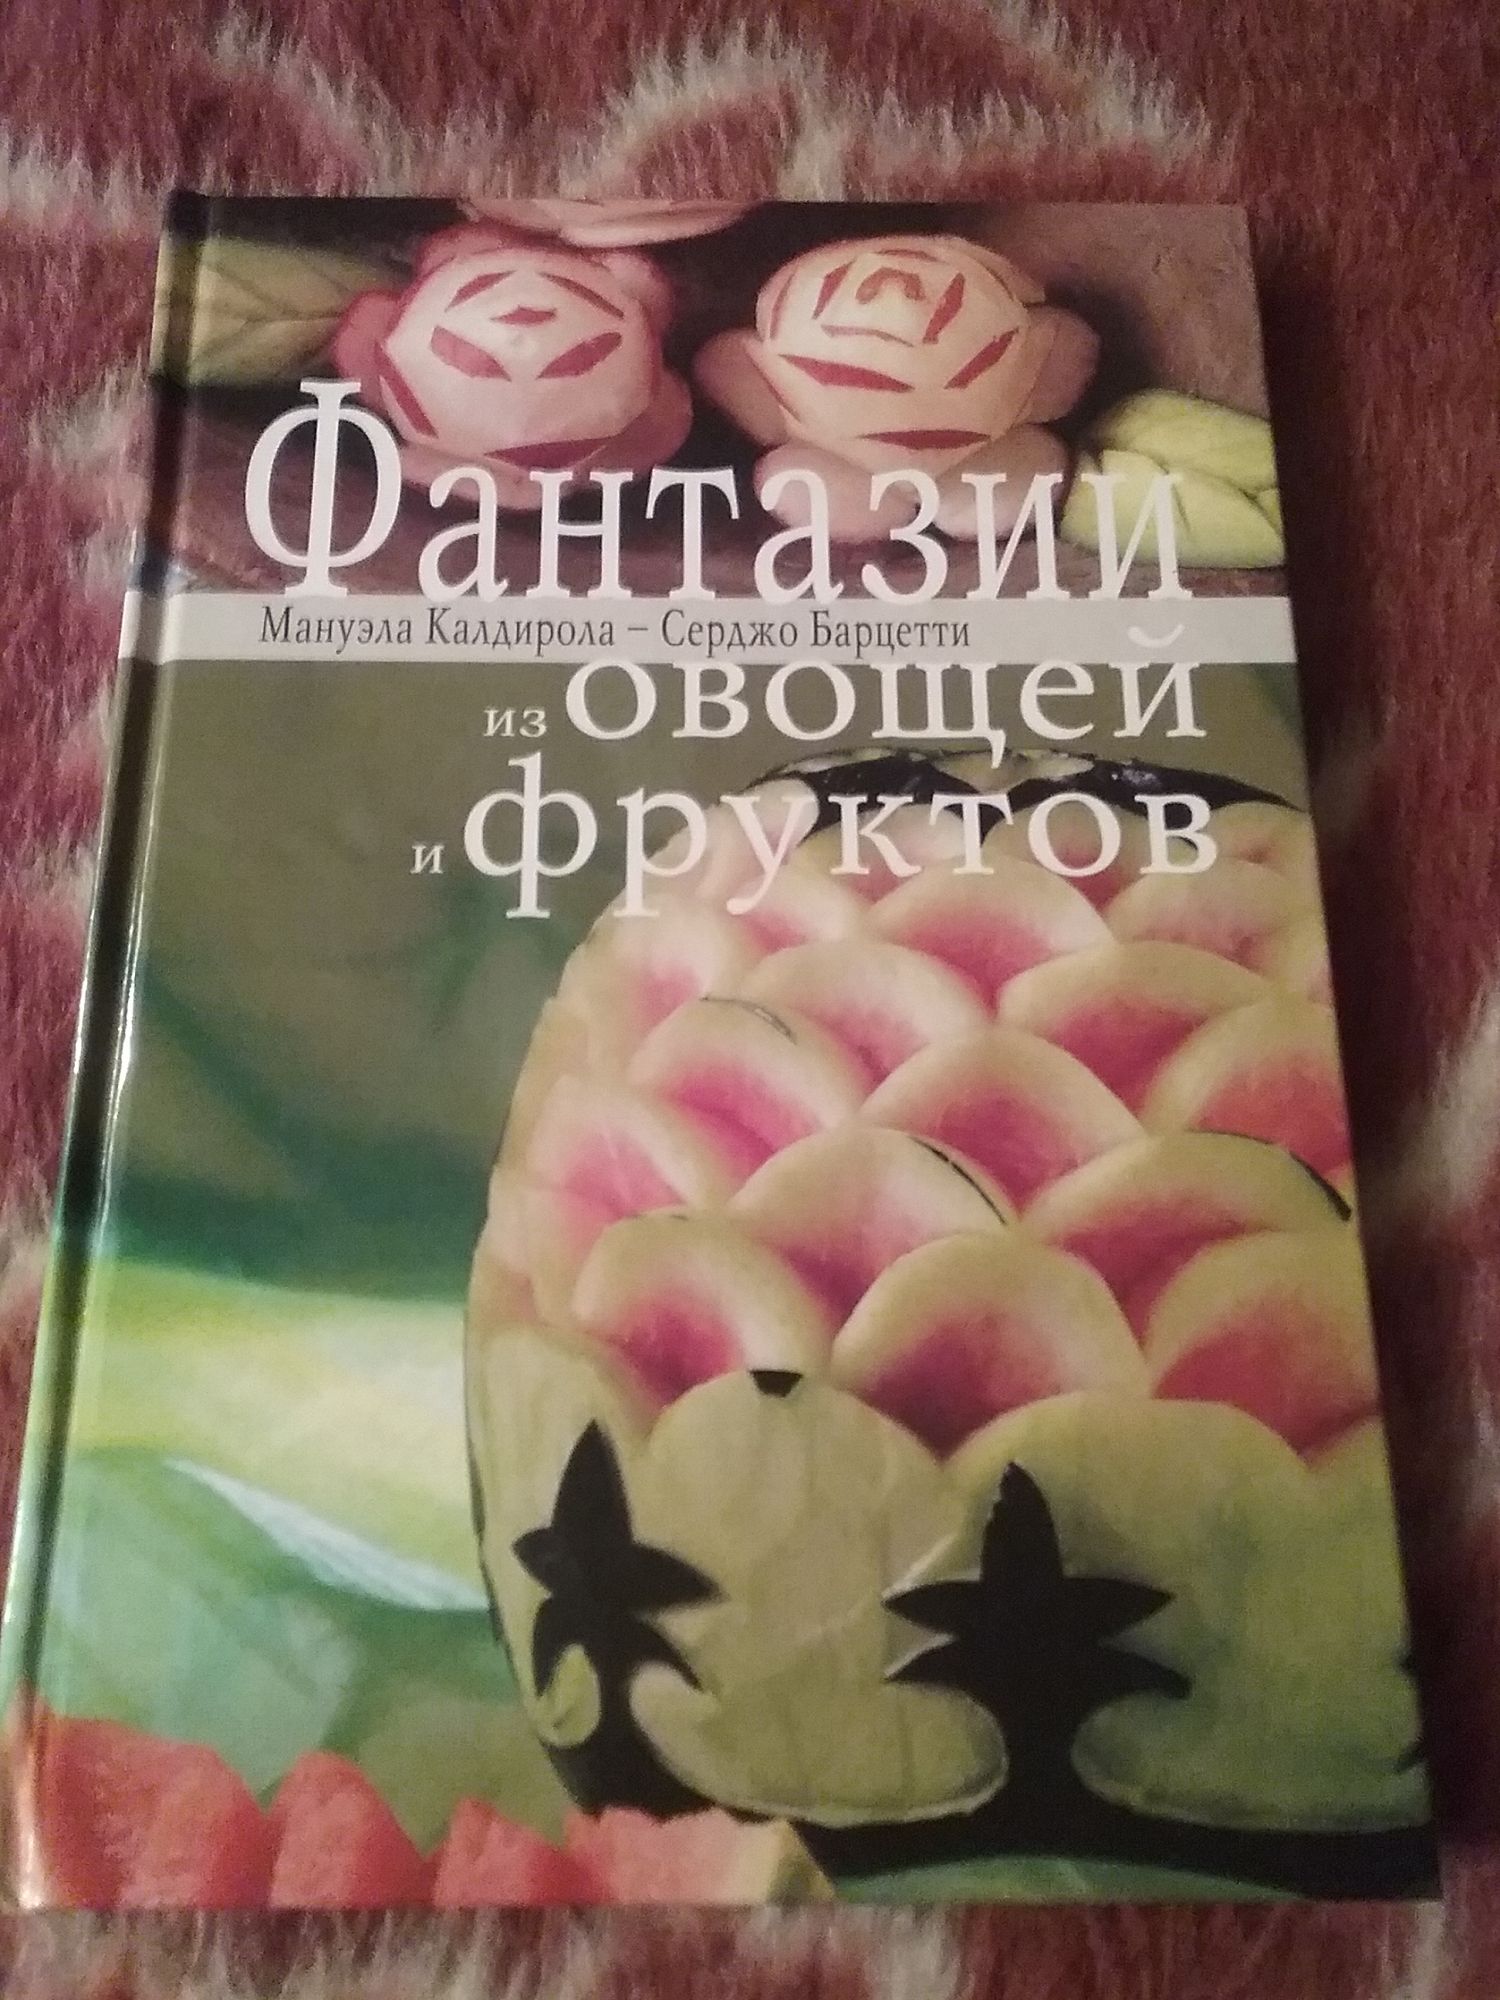 Фантазии
Мануэла Калдирола – Серджо Барцетти
из овощей
и фруктов